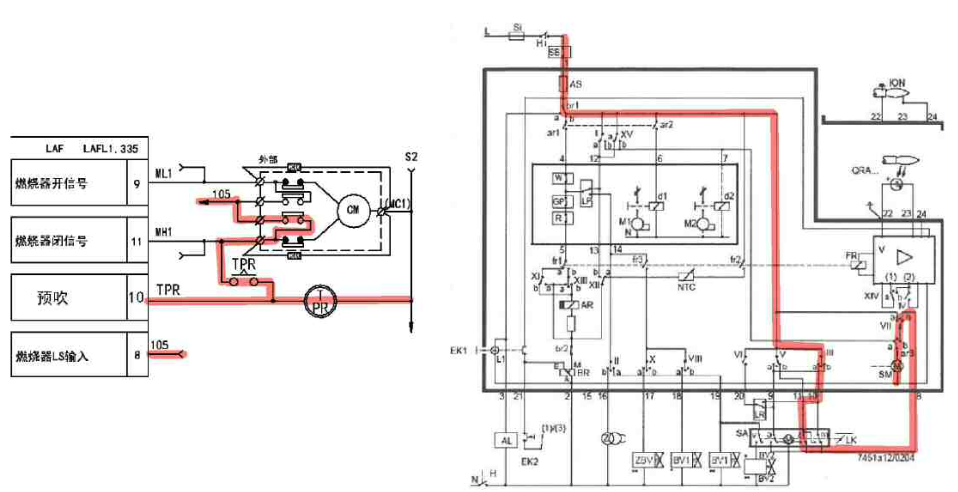 LAF LAFL1.335
燃烧器开信号 9 ML1
燃烧器闭信号 11 MH1
预吹 10 TPR
燃烧器LS输入 8 105
外部
S2
105
CM
(MC1)
TPR
T
PR
L Si
H1
SB
AS
br1
a b
ar1 ar2
I a b XV
4 12 6 7
W
GP LP
R
M1 N d1 M2 d2
5 13 14
fr1 fr3 fr2
XI XIII XII
NTC
AR
br2
EK1 L1
M BR
II X VIII VI V III
3 21 2 15 16 17 18 19 20 9 8
AL
EK2 (1)/(3)
LR
SA LK
ZBV BV1 BV1 BV2
N H
7451a12/0204
ION
22 23 24
QRA...
22 23 24
V
(1) (2)
FR
XIV IV
VII
ar3
SM